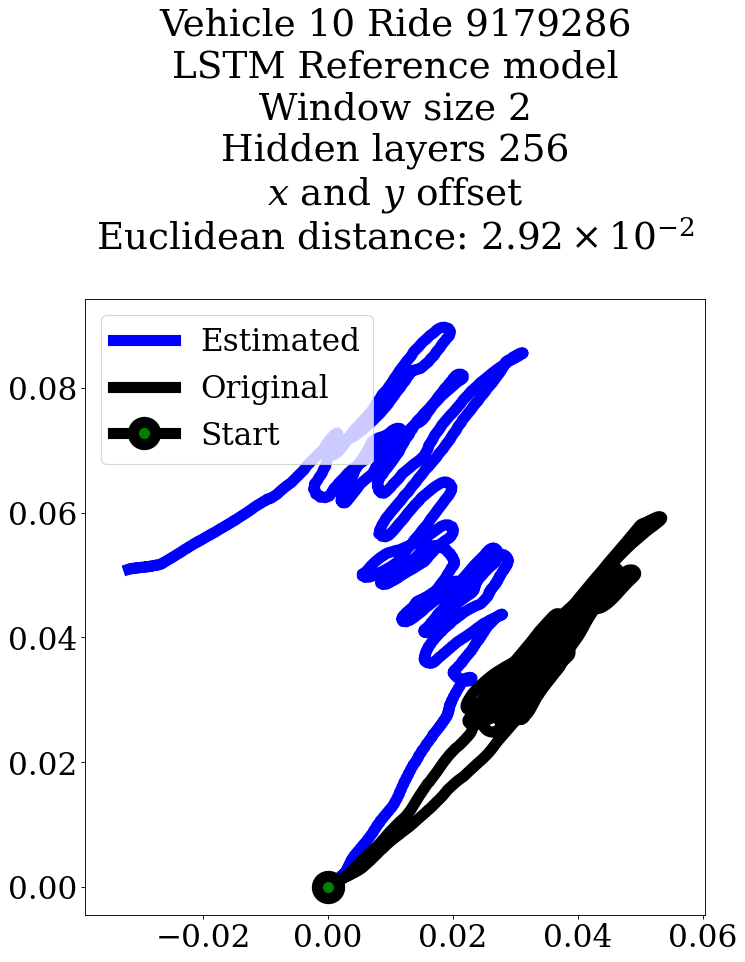 Vehicle 10 Ride 9179286
LSTM Reference model
Window size 2
Hidden layers 256
x and y offset
Euclidean distance: 2.92 × 10⁻²
Estimated
Original
Start
0.08
0.06
0.04
0.02
0.00
−0.02 0.00 0.02 0.04 0.06